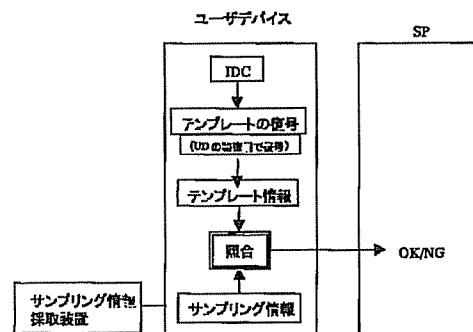 ユーザデバイス
SP
IDC
テンプレートの復号
テンプレート情報
照合
OK/NG
サンプリング情報
採取装置
サンプリング情報